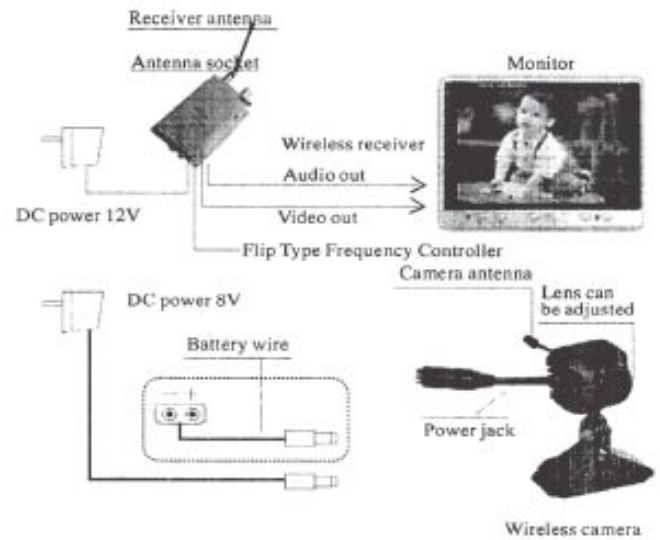 Receiver antenna
Antenna socket
Monitor
Wireless receiver
Audio out
DC power 12V
Video out
Flip Type Frequency Controller
Camera antenna
Lens can
be adjusted
DC power 8V
Battery wire
- +
Power jack
Wireless camera